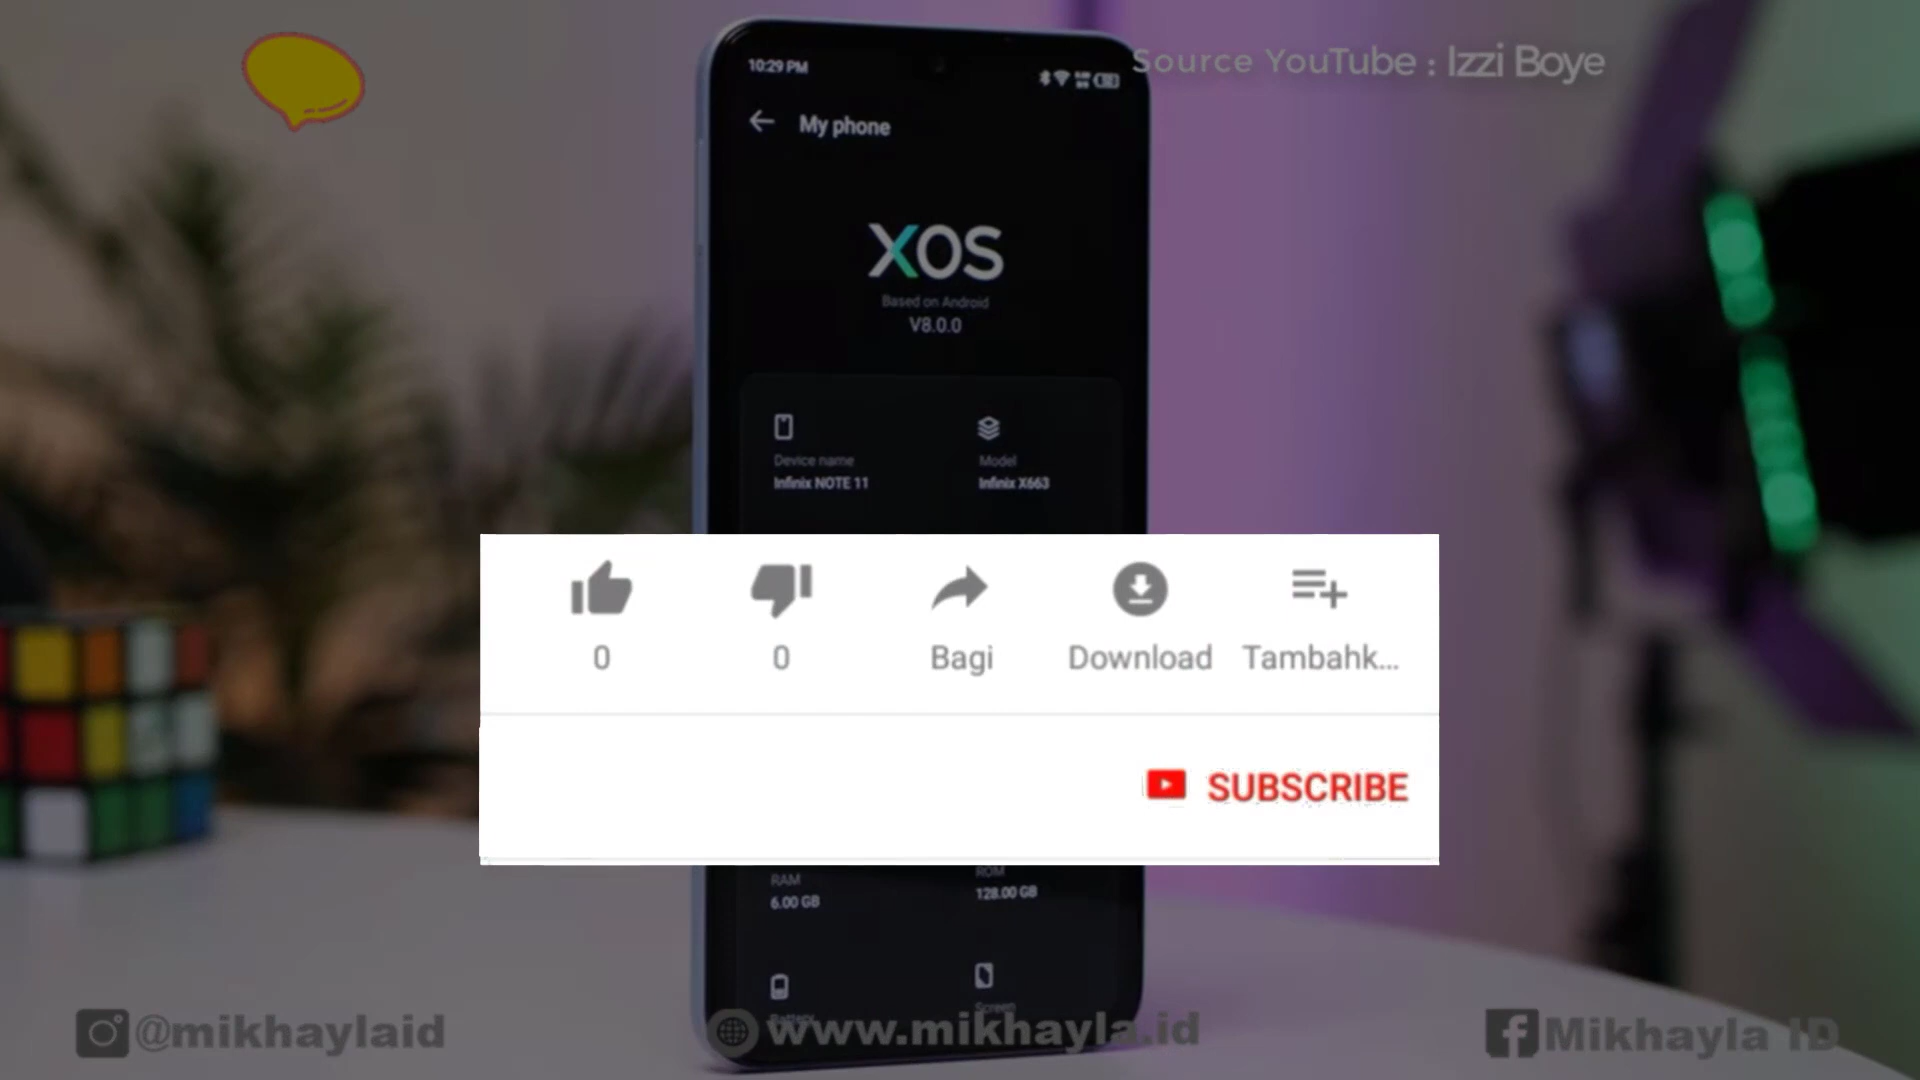 Source YouTube : Izzi Boye
10:29 PM
My phone
XOS
Based on Android
V8.0.0
Device name
Infinix NOTE 11
Model
Infinix X663
0
0
Bagi
Download
Tambahk...
SUBSCRIBE
RAM
6.00 GB
ROM
128.00 GB
Battery
Screen
@mikhaylaid
www.mikhayla.id
Mikhayla ID